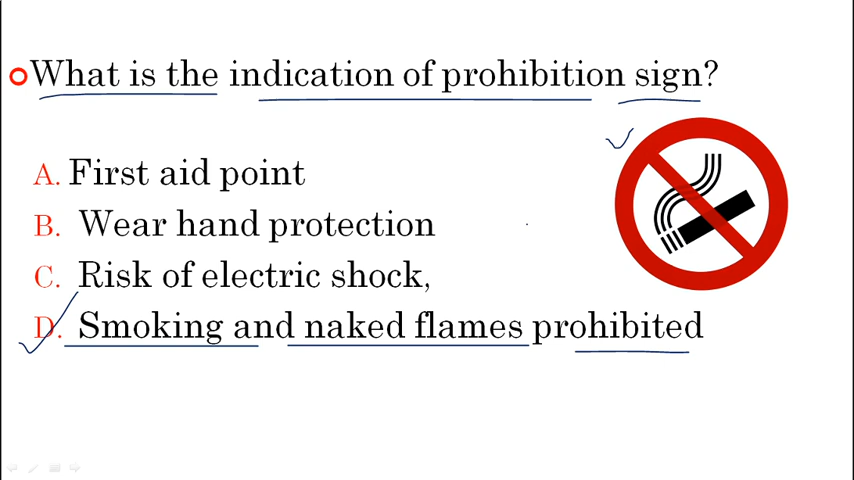 What is the indication of prohibition sign?
A. First aid point
B. Wear hand protection
C. Risk of electric shock,
D. Smoking and naked flames prohibited